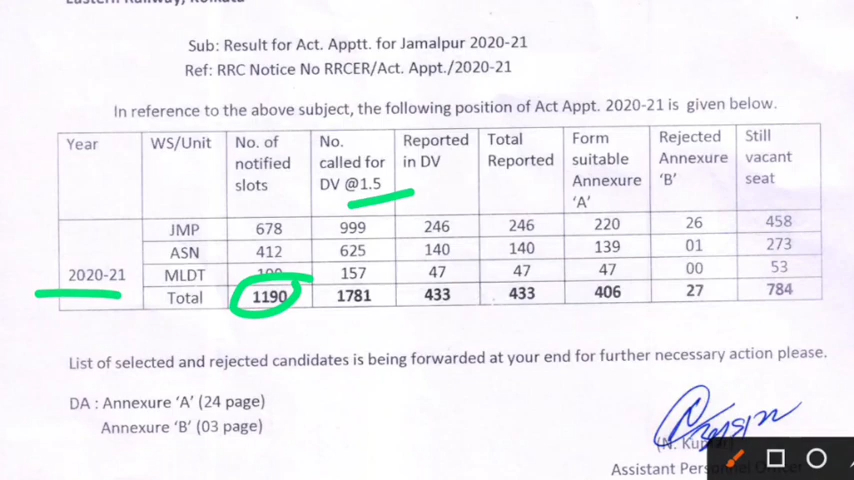 Eastern Railway, Kolkata
Sub: Result for Act. Apptt. for Jamalpur 2020-21
Ref: RRC Notice No RRCER/Act. Appt./2020-21
In reference to the above subject, the following position of Act Appt. 2020-21 is given below.
Year WS/Unit No. of notified slots No. called for DV @1.5 Reported in DV Total Reported Form suitable Annexure 'A' Rejected Annexure 'B' Still vacant seat
2020-21 JMP 678 999 246 246 220 26 458
ASN 412 625 140 140 139 01 273
MLDT 157 47 47 47 00 53
Total 1190 1781 433 433 406 27 784
List of selected and rejected candidates is being forwarded at your end for further necessary action please.
DA : Annexure 'A' (24 page)
Annexure 'B' (03 page)
(N.
Assistant